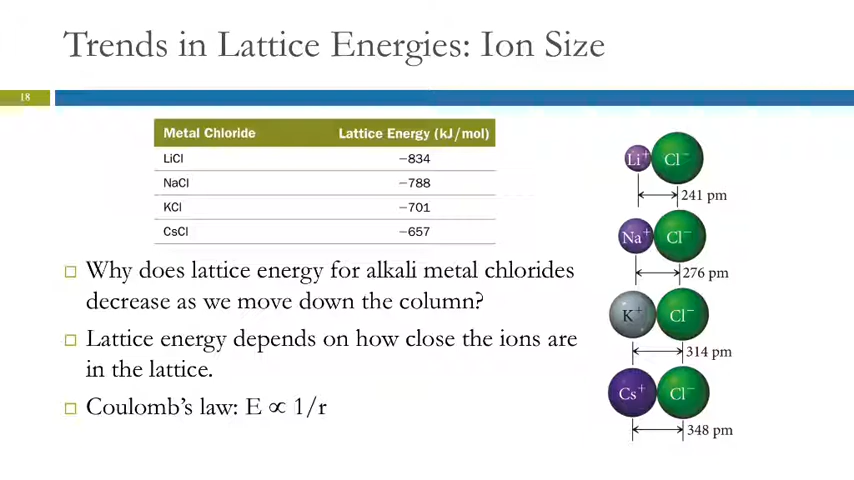 Trends in Lattice Energies: Ion Size
18
Metal Chloride Lattice Energy (kJ/mol)
LiCl −834
NaCl −788
KCl −701
CsCl −657
Why does lattice energy for alkali metal chlorides
decrease as we move down the column?
Lattice energy depends on how close the ions are
in the lattice.
Coulomb's law: E ∝ 1/r
Li⁺ Cl⁻
241 pm
Na⁺ Cl⁻
276 pm
K⁺ Cl⁻
314 pm
Cs⁺ Cl⁻
348 pm